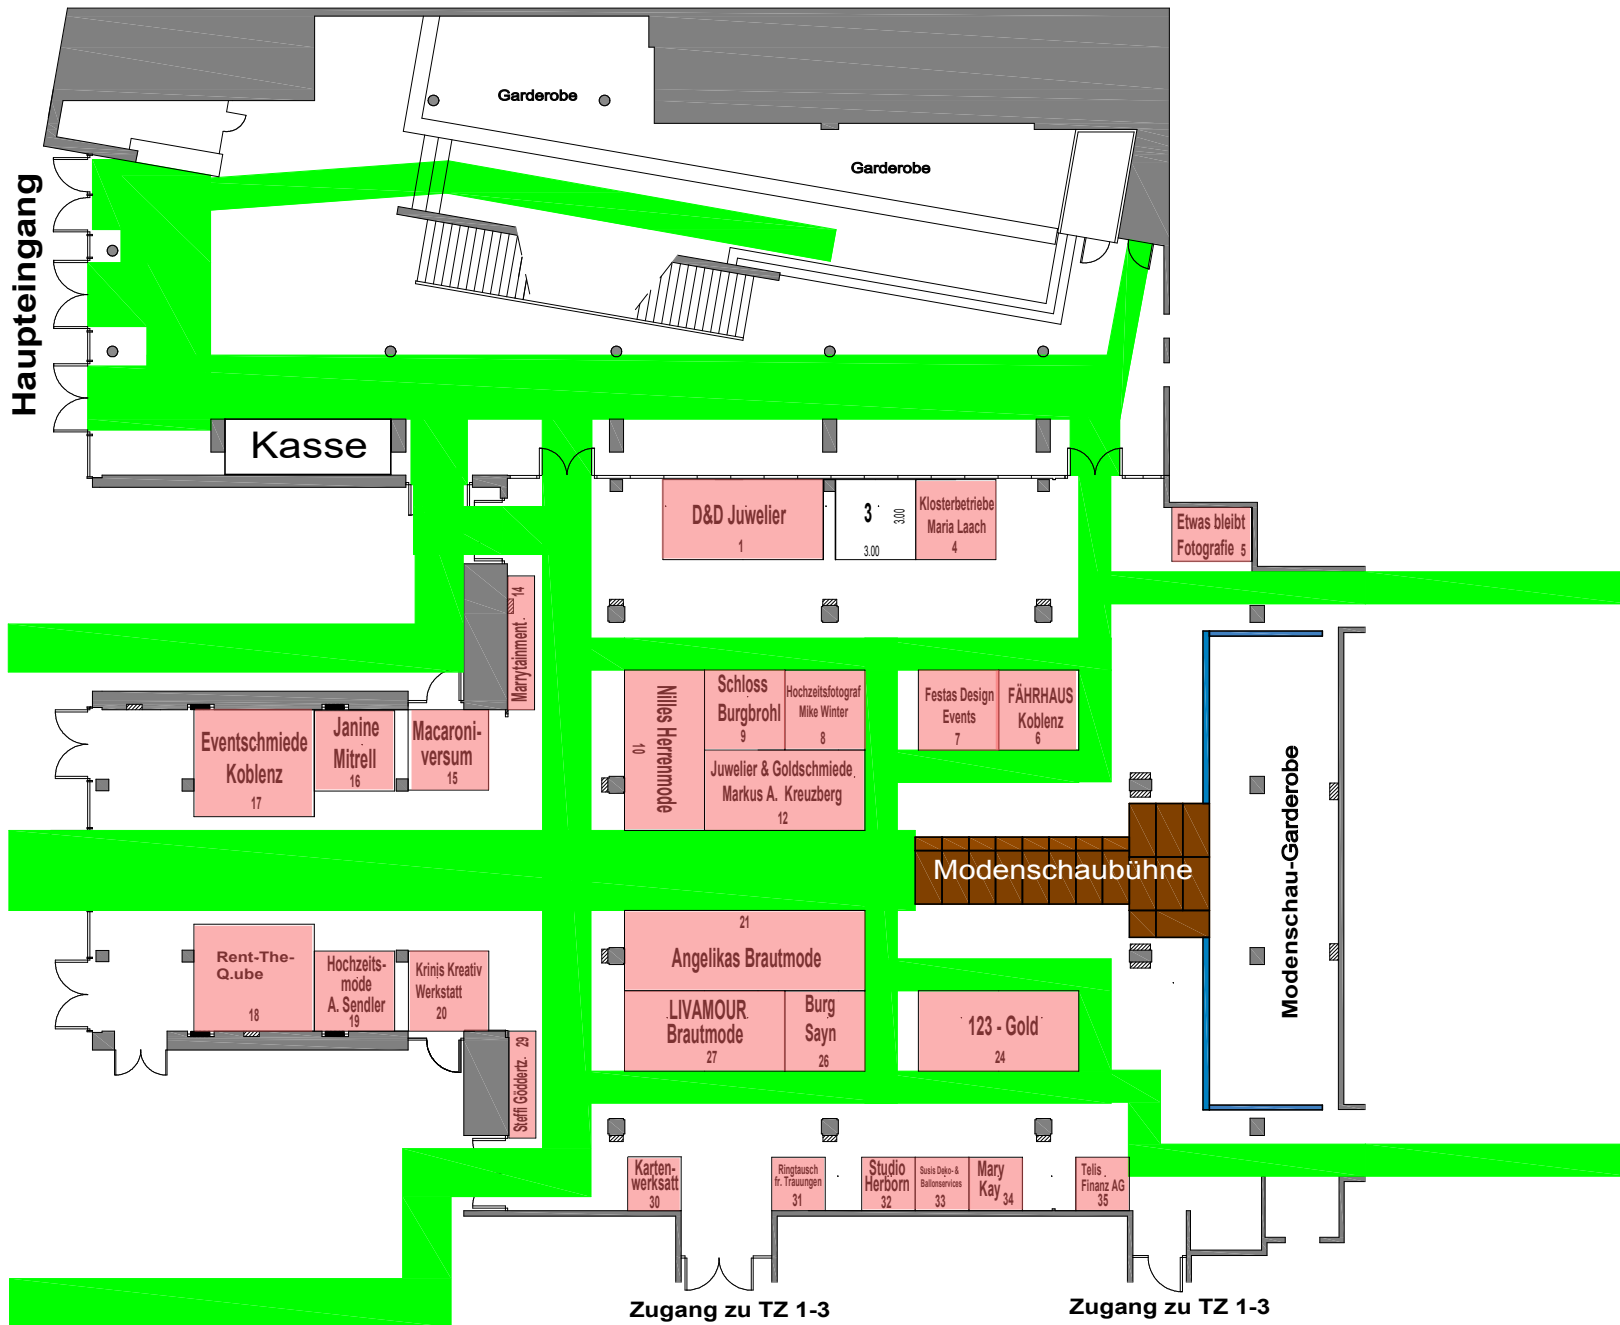 Garderobe
Garderobe
Haupteingang
Kasse
D&D Juwelier
1
3
3.00
3.00
Klosterbetriebe
Maria Laach
4
Etwas bleibt
Fotografie 5
Marrytainment
14
Nilles Herrenmode
10
Schloss
Burgbrohl
9
Hochzeitsfotograf
Mike Winter
8
Festas Design
Events
7
FÄHRHAUS
Koblenz
6
Eventschmiede
Koblenz
17
Janine
Mitrell
16
Macaroni-
versum
15
Juwelier & Goldschmiede
Markus A. Kreuzberg
12
Modenschaubühne
Modenschau-Garderobe
21
Angelikas Brautmode
Rent-The-
Q.ube
18
Hochzeits-
mode
A. Sendler
19
Krinis Kreativ
Werkstatt
20
LIVAMOUR
Brautmode
27
Burg
Sayn
26
123 - Gold
24
Steffi Göddertz.
29
Karten-
werksatt
30
Ringtausch
fr. Trauungen
31
Studio
Herborn
32
Susis Deko- &
Ballonservices
33
Mary
Kay
34
Telis
Finanz AG
35
Zugang zu TZ 1-3
Zugang zu TZ 1-3